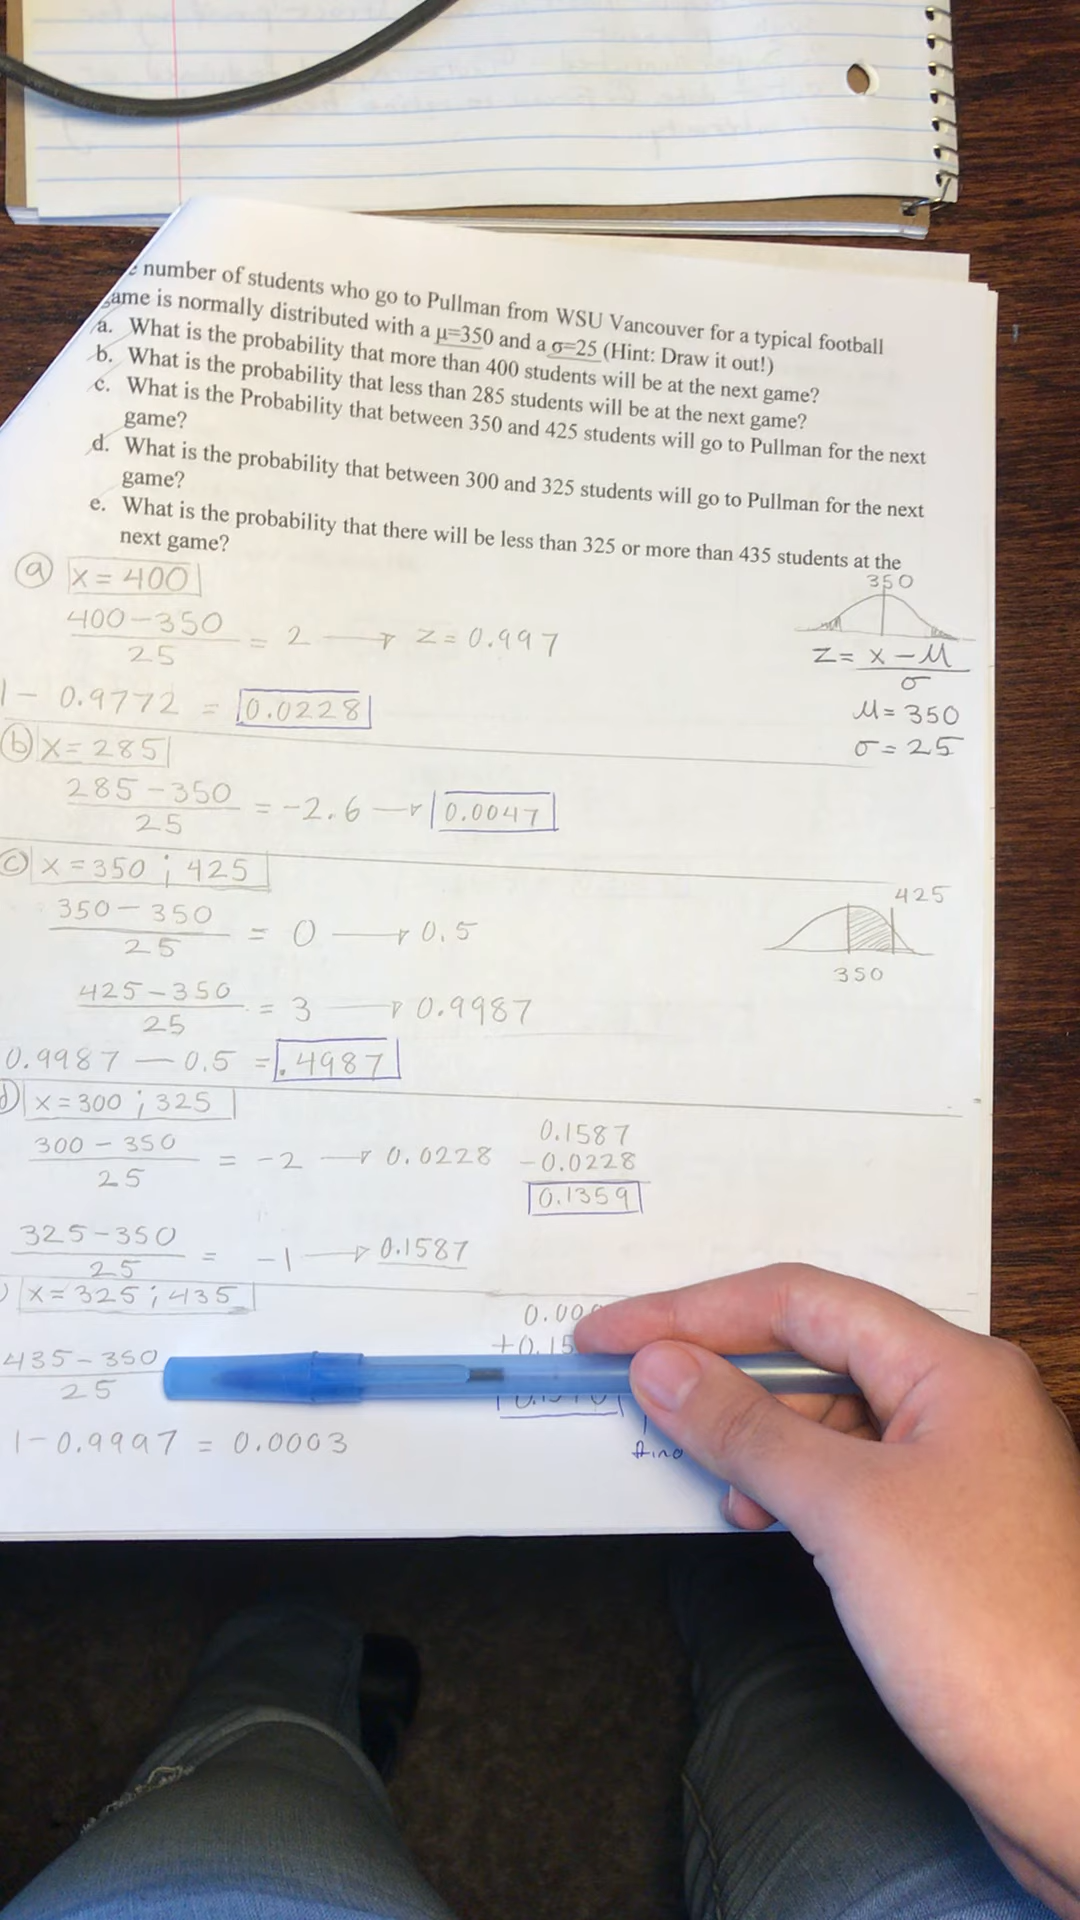 number of students who go to Pullman from WSU Vancouver for a typical football
game is normally distributed with a μ=350 and a σ=25 (Hint: Draw it out!)
a. What is the probability that more than 400 students will be at the next game?
b. What is the probability that less than 285 students will be at the next game?
c. What is the Probability that between 350 and 425 students will go to Pullman for the next
game?
d. What is the probability that between 300 and 325 students will go to Pullman for the next
game?
e. What is the probability that there will be less than 325 or more than 435 students at the
next game?
350
ⓐ x = 400
400 - 350 / 25 = 2 → z = 0.997
z = x - μ / σ
1 - 0.9772 = 0.0228
μ = 350
σ = 25
ⓑ x = 285
285 - 350 / 25 = -2.6 → 0.0047
ⓒ x = 350 ; 425
425
350 - 350 / 25 = 0 → 0.5
350
425 - 350 / 25 = 3 → 0.9987
0.9987 - 0.5 = .4987
d) x = 300 ; 325
300 - 350 / 25 = -2 → 0.0228
0.1587
-0.0228
0.1359
325 - 350 / 25 = -1 → 0.1587
) x = 325 ; 435
0.00
+0.15
435 - 350 / 25
1 - 0.9997 = 0.0003